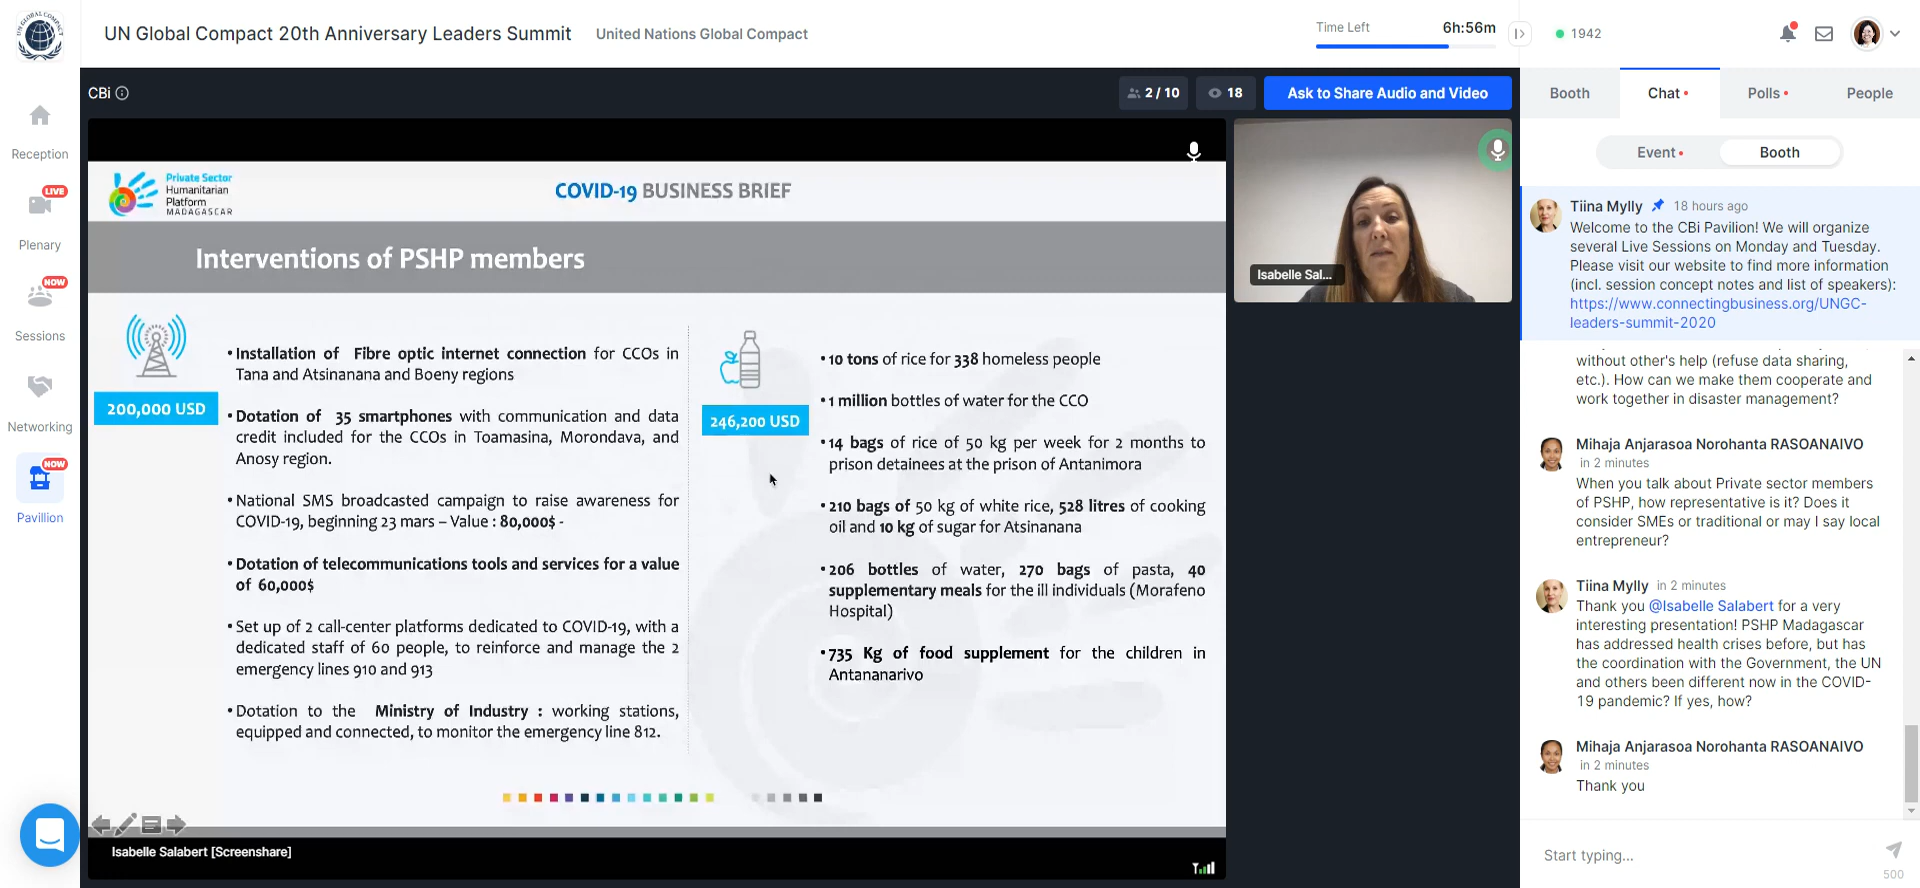 UN GLOBAL COMPACT
UN Global Compact 20th Anniversary Leaders Summit
United Nations Global Compact
Time Left
6h:56m
1942
Reception
LIVE
Plenary
NOW
Sessions
Networking
NOW
Pavillion
CBi
2 / 10
18
Ask to Share Audio and Video
Private Sector
Humanitarian
Platform
MADAGASCAR
COVID-19 BUSINESS BRIEF
Interventions of PSHP members
200,000 USD
• Installation of Fibre optic internet connection for CCOs in
Tana and Atsinanana and Boeny regions
• Dotation of 35 smartphones with communication and data
credit included for the CCOs in Toamasina, Morondava, and
Anosy region.
• National SMS broadcasted campaign to raise awareness for
COVID-19, beginning 23 mars – Value : 80,000$ -
• Dotation of telecommunications tools and services for a value
of 60,000$
• Set up of 2 call-center platforms dedicated to COVID-19, with a
dedicated staff of 60 people, to reinforce and manage the 2
emergency lines 910 and 913
• Dotation to the Ministry of Industry : working stations,
equipped and connected, to monitor the emergency line 812.
246,200 USD
• 10 tons of rice for 338 homeless people
• 1 million bottles of water for the CCO
• 14 bags of rice of 50 kg per week for 2 months to
prison detainees at the prison of Antanimora
• 210 bags of 50 kg of white rice, 528 litres of cooking
oil and 10 kg of sugar for Atsinanana
• 206 bottles of water, 270 bags of pasta, 40
supplementary meals for the ill individuals (Morafeno
Hospital)
• 735 Kg of food supplement for the children in
Antananarivo
Isabelle Salabert [Screenshare]
Isabelle Sal...
Booth
Chat
Polls
People
Event
Booth
Tiina Mylly 18 hours ago
Welcome to the CBi Pavilion! We will organize
several Live Sessions on Monday and Tuesday.
Please visit our website to find more information
(incl. session concept notes and list of speakers):
https://www.connectingbusiness.org/UNGC-
leaders-summit-2020
without other's help (refuse data sharing,
etc.). How can we make them cooperate and
work together in disaster management?
Mihaja Anjarasoa Norohanta RASOANAIVO
in 2 minutes
When you talk about Private sector members
of PSHP, how representative is it? Does it
consider SMEs or traditional or may I say local
entrepreneur?
Tiina Mylly in 2 minutes
Thank you @Isabelle Salabert for a very
interesting presentation! PSHP Madagascar
has addressed health crises before, but has
the coordination with the Government, the UN
and others been different now in the COVID-
19 pandemic? If yes, how?
Mihaja Anjarasoa Norohanta RASOANAIVO
in 2 minutes
Thank you
Start typing...
500